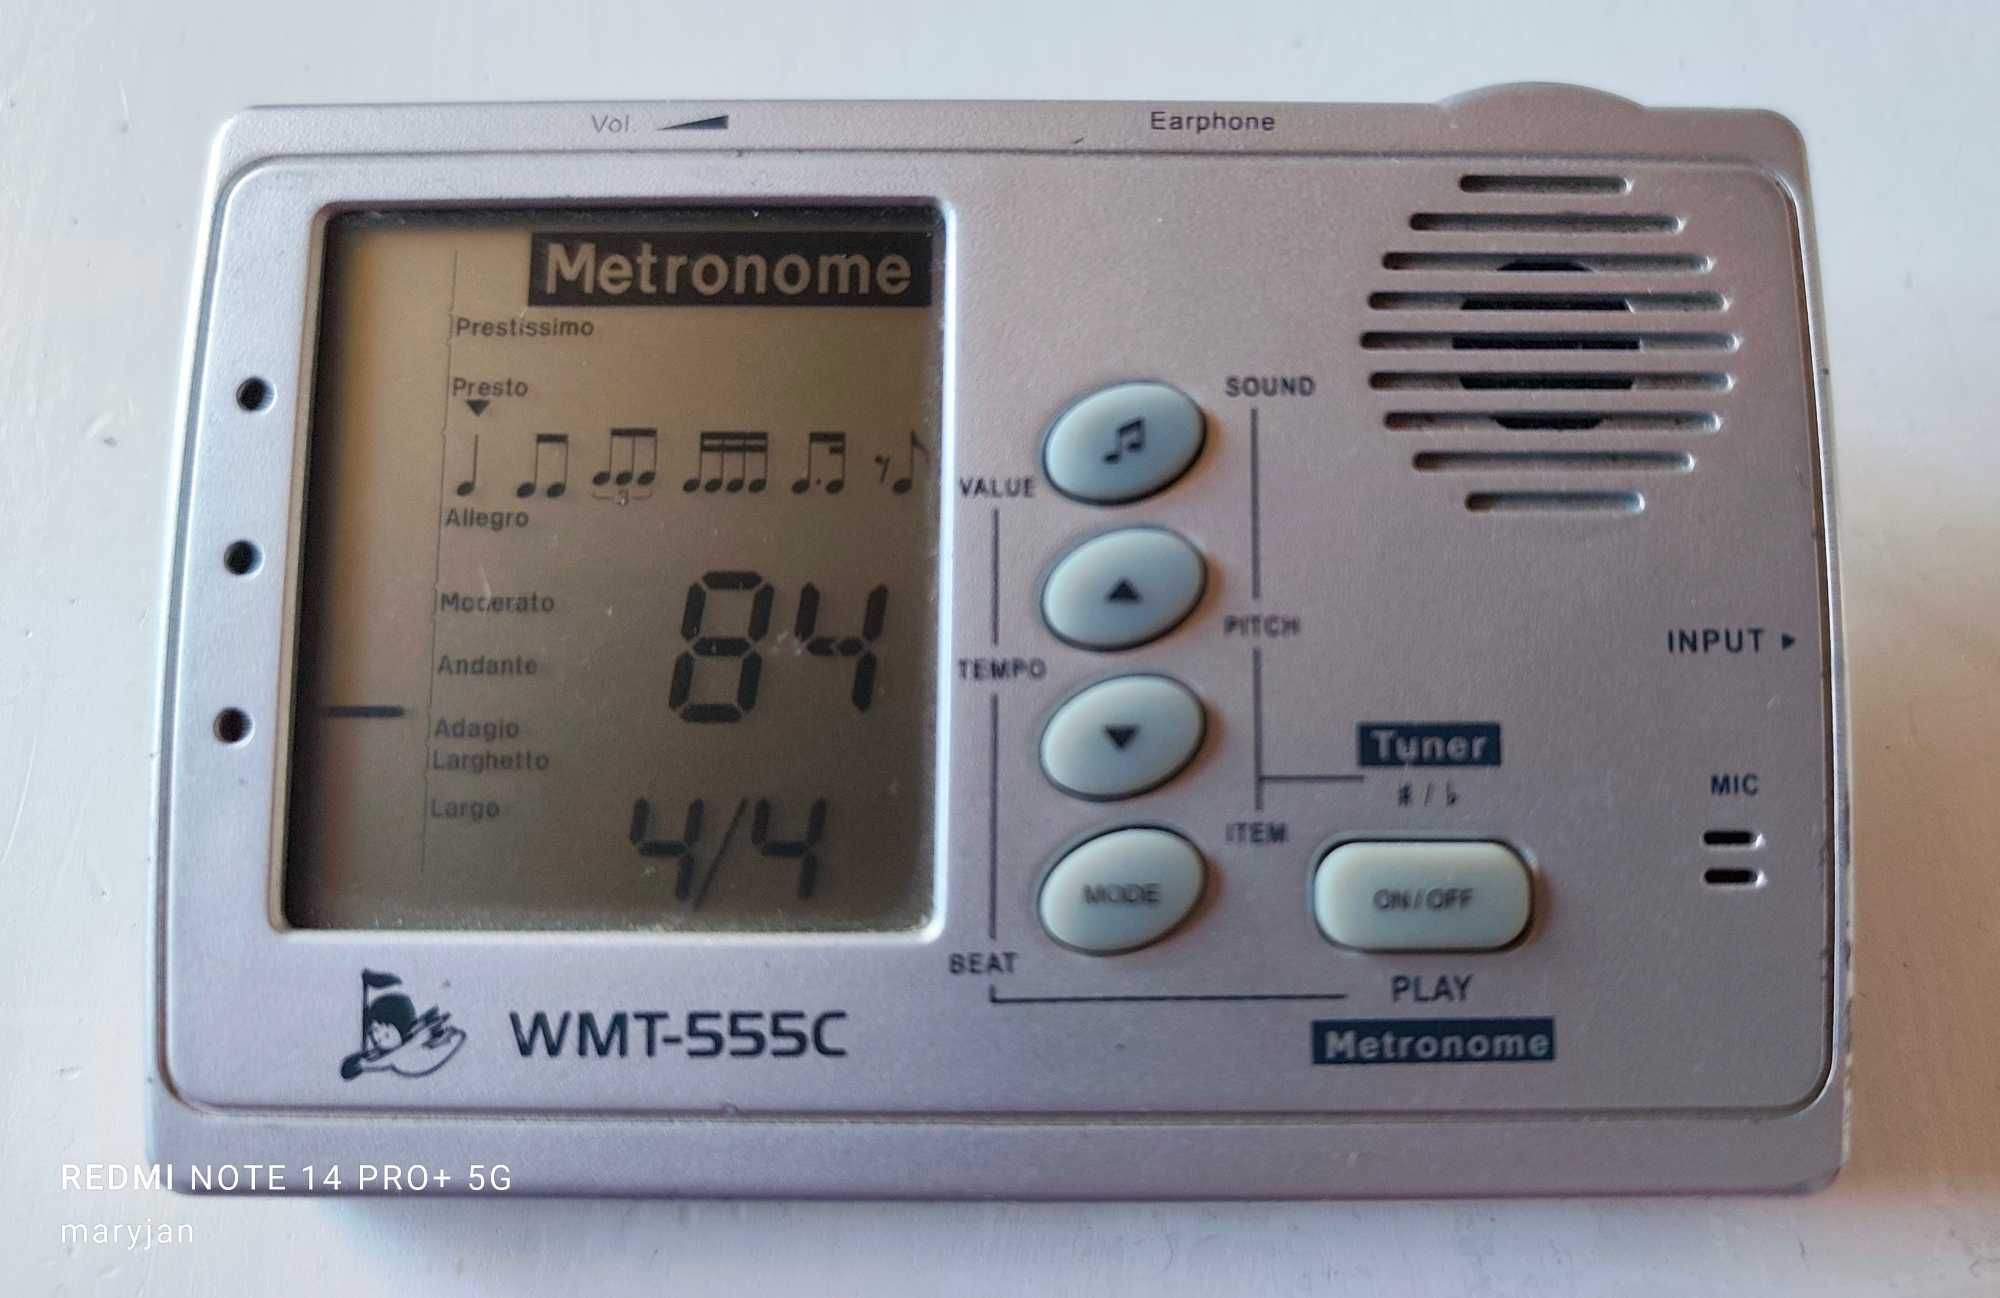 Vol.
Earphone
Metronome
Prestissimo
Presto
3
Allegro
Moderato
84
Andante
Adagio
Larghetto
Largo
4/4
SOUND
VALUE
PITCH
TEMPO
INPUT ►
Tuner
♯ / ♭
MIC
ITEM
MODE
ON/OFF
BEAT
PLAY
Metronome
WMT-555C
REDMI NOTE 14 PRO+ 5G
maryjan